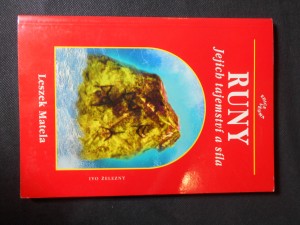 RUNY
Jejich tajemství a síla
Leszek Matela
IVO ŽELEZNÝ